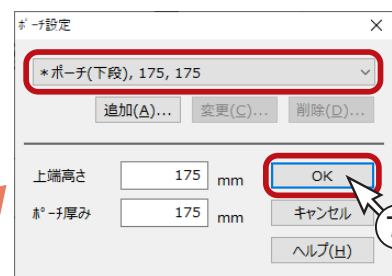 ﾎﾟｰﾁ設定
*ポーチ(下段), 175, 175
追加(A)... 変更(C)... 削除(D)...
上端高さ 175 mm OK
ﾎﾟｰﾁ厚み 175 mm キャンセル
ヘルプ(H)